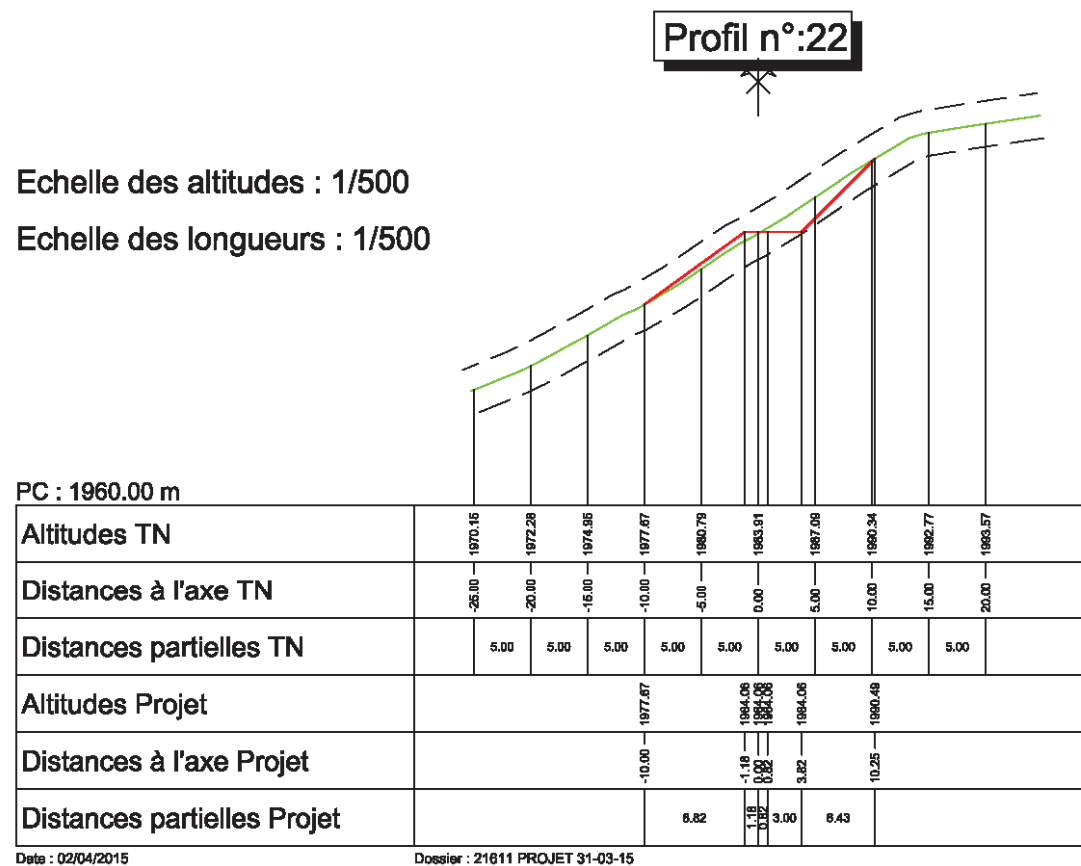 Profil n°:22
Echelle des altitudes : 1/500
Echelle des longueurs : 1/500
PC : 1960.00 m
Altitudes TN 1970.15 1972.28 1974.95 1977.67 1980.79 1983.91 1987.09 1990.34 1992.77 1993.57
Distances à l'axe TN -25.00 -20.00 -15.00 -10.00 -5.00 0.00 5.00 10.00 15.00 20.00
Distances partielles TN 5.00 5.00 5.00 5.00 5.00 5.00 5.00 5.00 5.00
Altitudes Projet 1977.67 1984.06 1984.06 1984.06 1984.06 1990.49
Distances à l'axe Projet -10.00 -1.18 0.00 0.82 3.82 10.25
Distances partielles Projet 8.82 1.18 0.82 3.00 6.43
Date : 02/04/2015
Dossier : 21611 PROJET 31-03-15